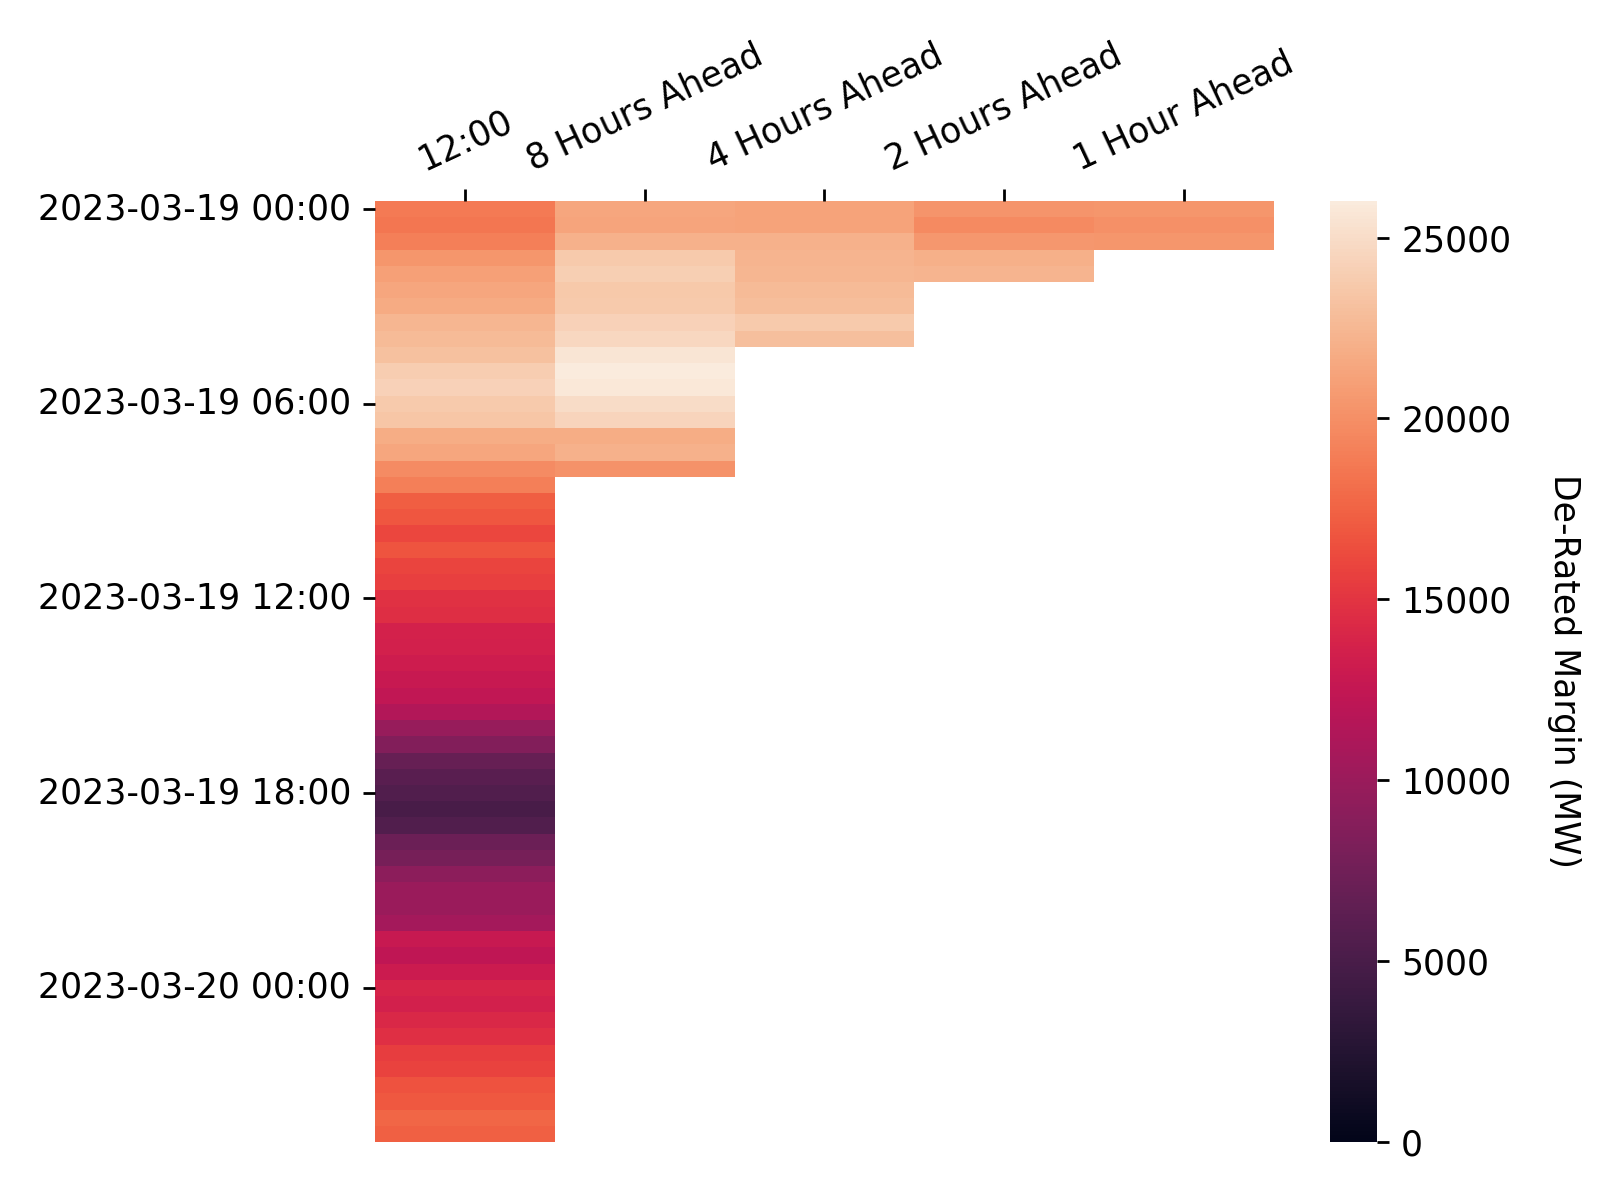 12:00
8 Hours Ahead
4 Hours Ahead
2 Hours Ahead
1 Hour Ahead
2023-03-19 00:00
2023-03-19 06:00
2023-03-19 12:00
2023-03-19 18:00
2023-03-20 00:00
25000
20000
15000
10000
5000
0
De-Rated Margin (MW)